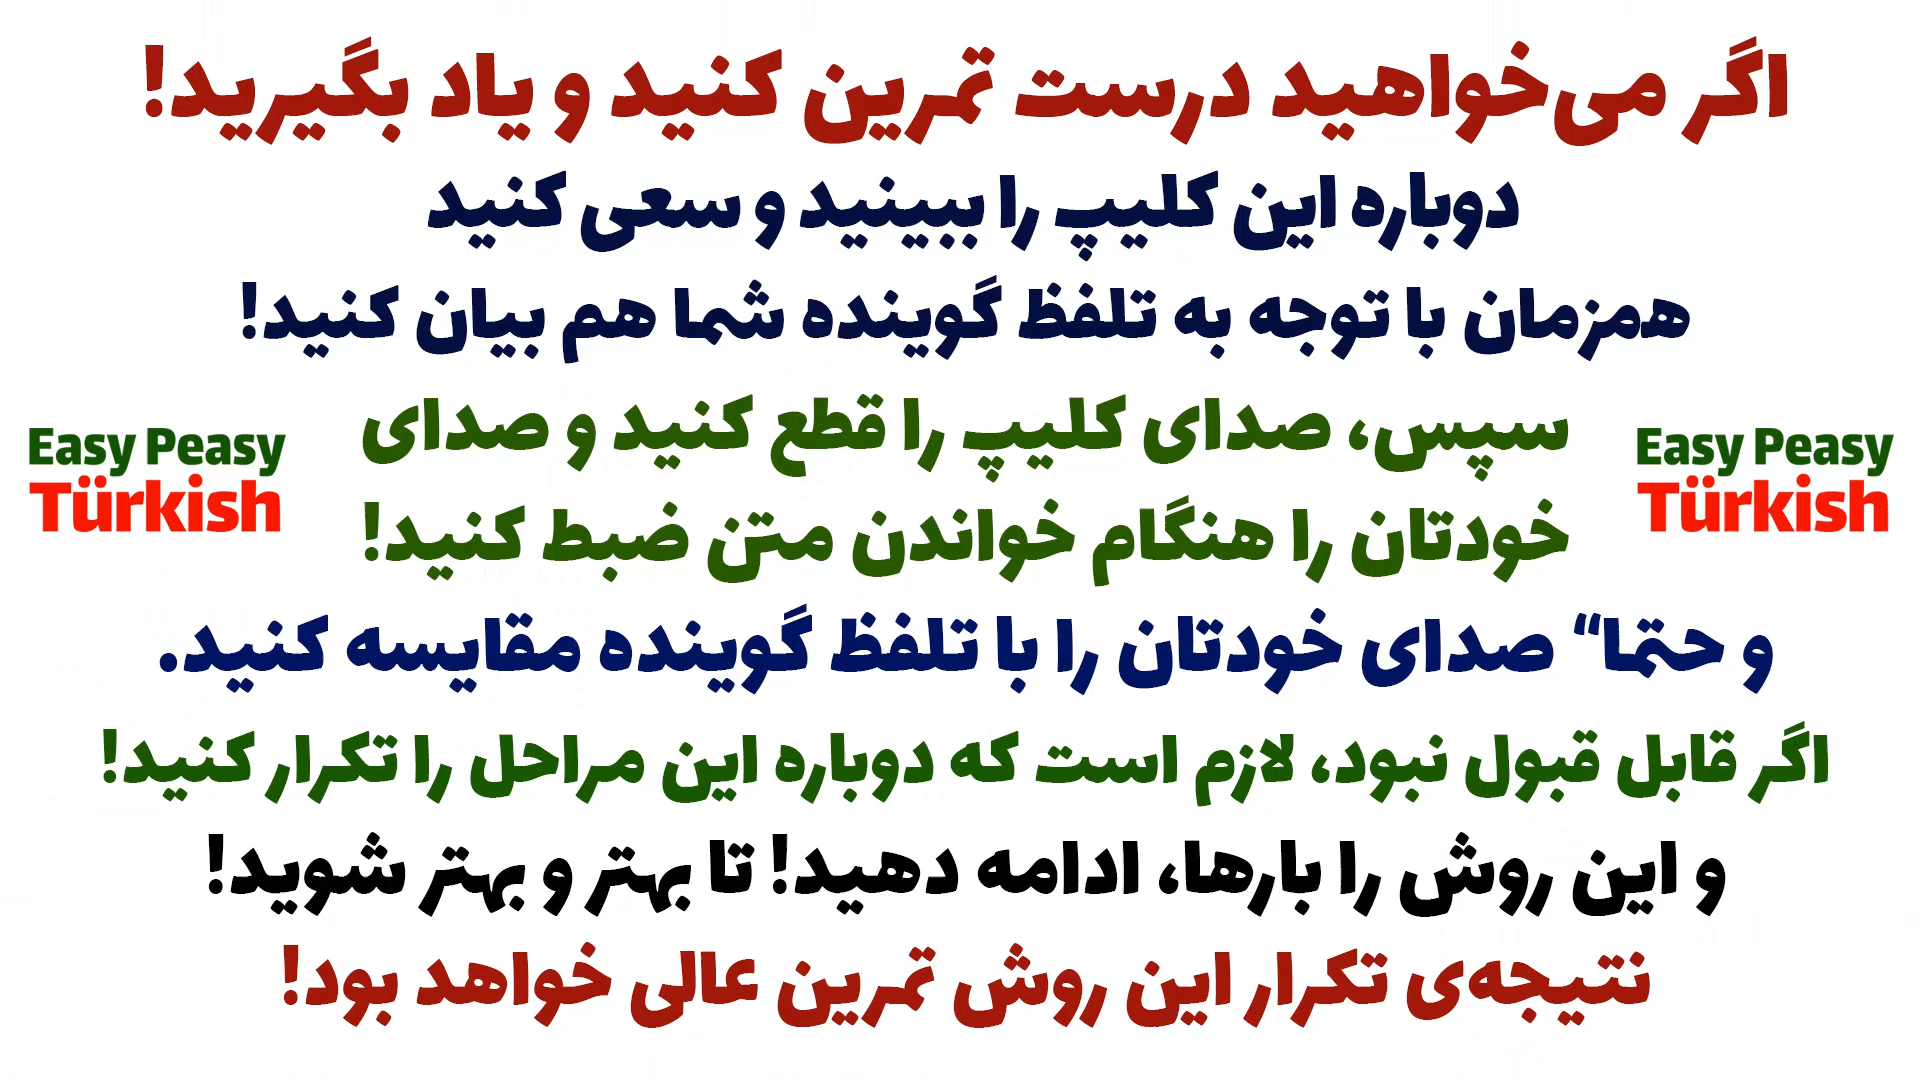 اگر می‌خواهید درست تمرین کنید و یاد بگیرید!
دوباره این کلیپ را ببینید و سعی کنید
همزمان با توجه به تلفظ گوینده شما هم بیان کنید!
سپس، صدای کلیپ را قطع کنید و صدای
خودتان را هنگام خواندن متن ضبط کنید!
Easy Peasy
Türkish
Easy Peasy
Türkish
و حتما“ صدای خودتان را با تلفظ گوینده مقایسه کنید.
اگر قابل قبول نبود، لازم است که دوباره این مراحل را تکرار کنید!
و این روش را بارها، ادامه دهید! تا بهتر و بهتر شوید!
نتیجه‌ی تکرار این روش تمرین عالی خواهد بود!